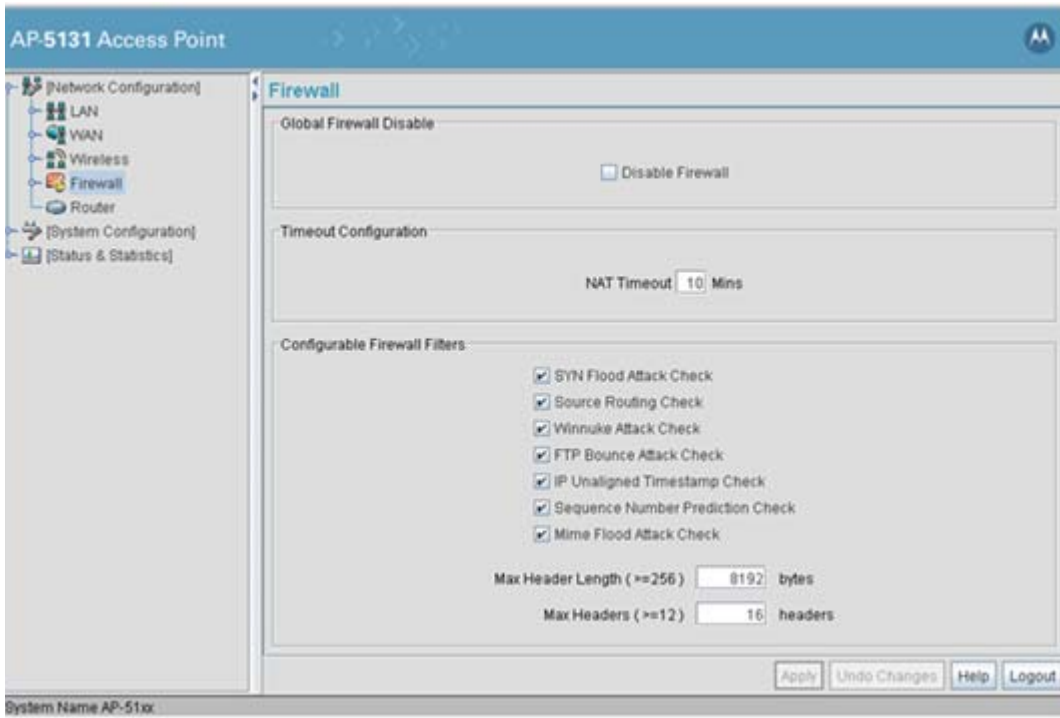 AP-5131 Access Point
[Network Configuration]
LAN
WAN
Wireless
Firewall
Router
[System Configuration]
[Status & Statistics]
Firewall
Global Firewall Disable
Disable Firewall
Timeout Configuration
NAT Timeout 10 Mins
Configurable Firewall Filters
SYN Flood Attack Check
Source Routing Check
Winnuke Attack Check
FTP Bounce Attack Check
IP Unaligned Timestamp Check
Sequence Number Prediction Check
Mime Flood Attack Check
Max Header Length ( >=256 ) 8192 bytes
Max Headers ( >=12 ) 16 headers
Apply Undo Changes Help Logout
System Name AP-51xx